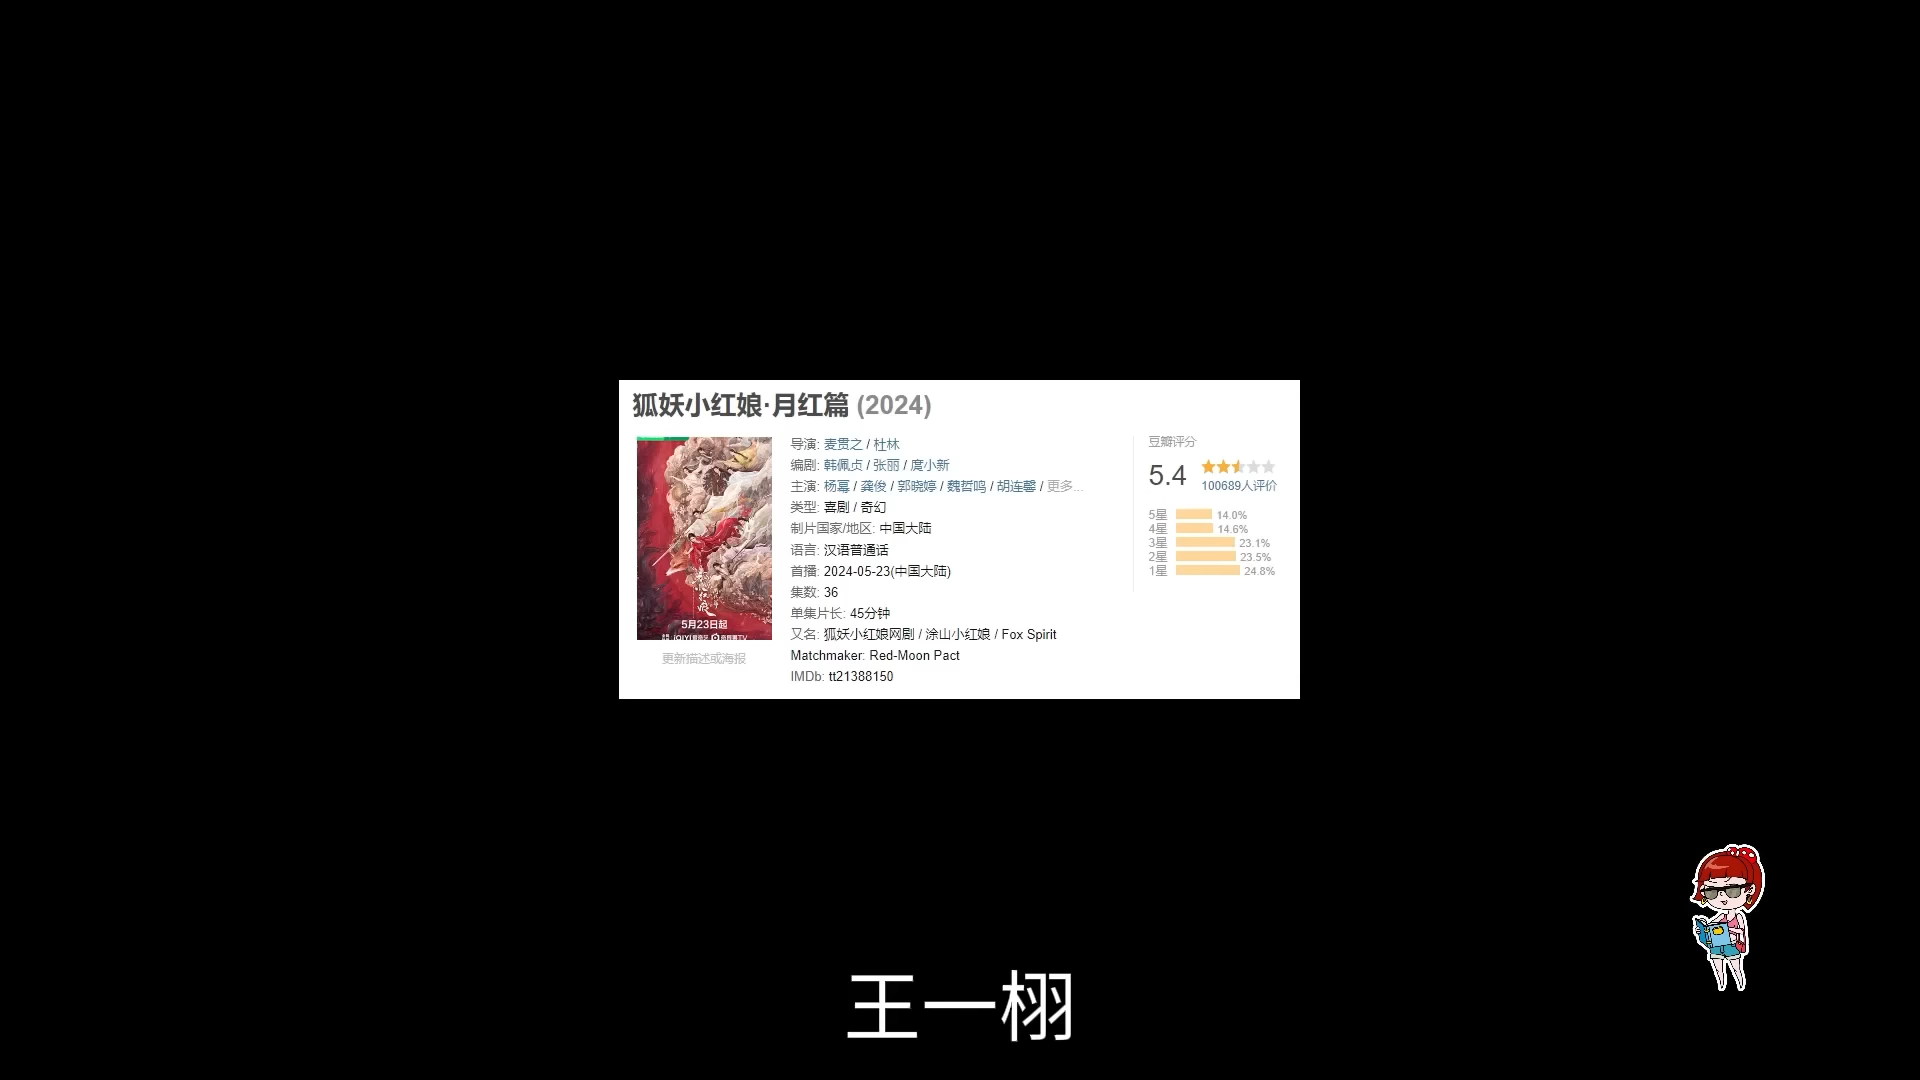 狐妖小红娘·月红篇 (2024)
导演: 麦贯之 / 杜林
编剧: 韩佩贞 / 张丽 / 庹小新
主演: 杨幂 / 龚俊 / 郭晓婷 / 魏哲鸣 / 胡连馨 / 更多...
类型: 喜剧 / 奇幻
制片国家/地区: 中国大陆
语言: 汉语普通话
首播: 2024-05-23(中国大陆)
集数: 36
单集片长: 45分钟
又名: 狐妖小红娘网剧 / 涂山小红娘 / Fox Spirit
Matchmaker: Red-Moon Pact
IMDb: tt21388150
5月23日起
更新描述或海报
豆瓣评分
5.4
100689人评价
5星 14.0%
4星 14.6%
3星 23.1%
2星 23.5%
1星 24.8%
王一栩